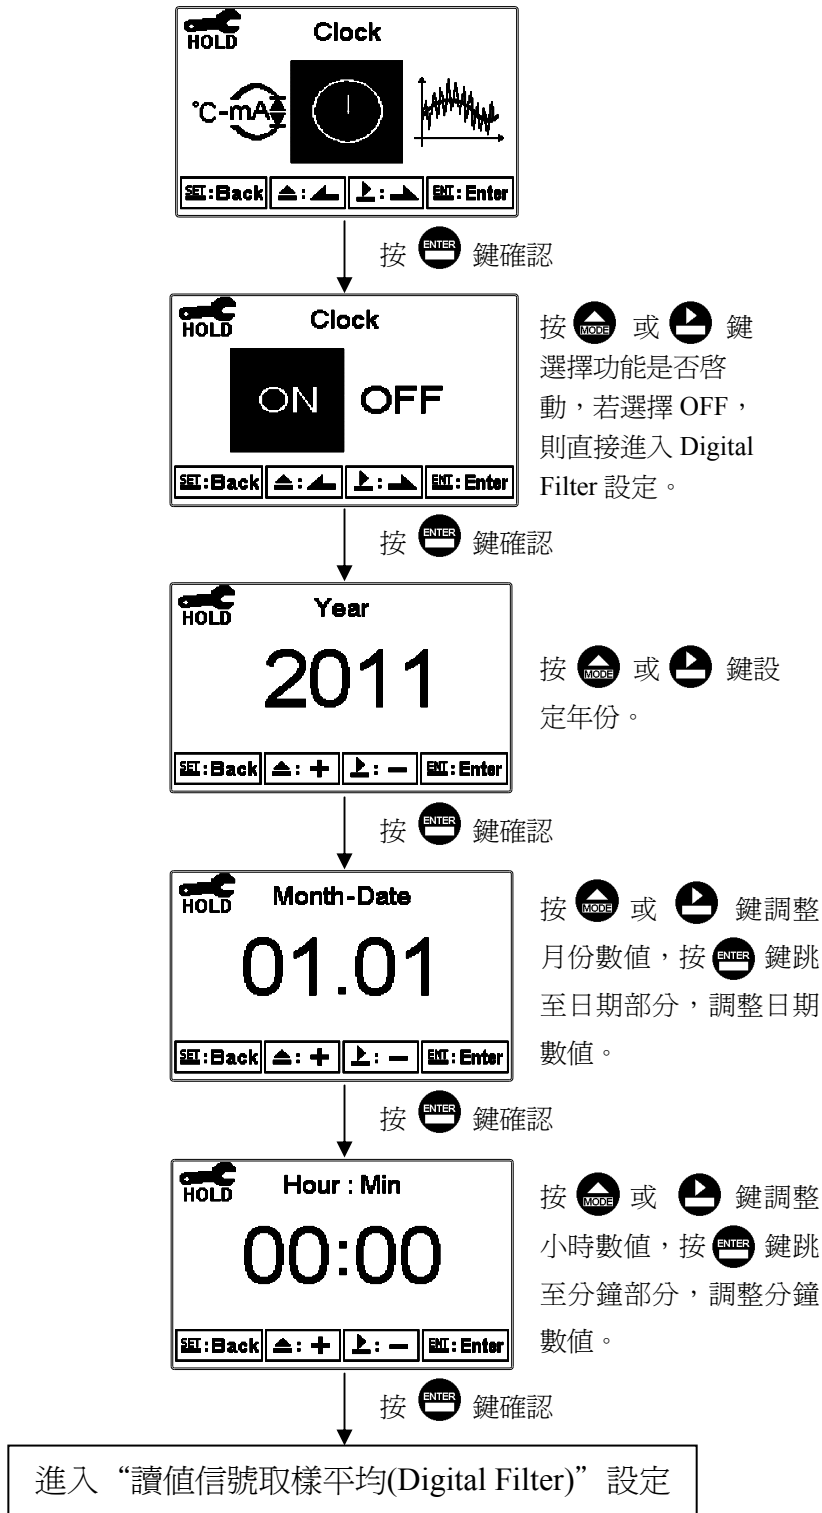 HOLD
Clock
°C-mA
SET:Back ▲: ▶: ENT:Enter
按 ENTER 鍵確認
HOLD
Clock
ON OFF
SET:Back ▲: ▶: ENT:Enter
按 MODE 或 鍵
選擇功能是否啓
動，若選擇 OFF，
則直接進入 Digital
Filter 設定。
按 ENTER 鍵確認
HOLD
Year
2011
SET:Back ▲: + ▶: − ENT:Enter
按 MODE 或 鍵設
定年份。
按 ENTER 鍵確認
HOLD
Month-Date
01.01
SET:Back ▲: + ▶: − ENT:Enter
按 MODE 或 鍵調整
月份數值，按 ENTER 鍵跳
至日期部分，調整日期
數值。
按 ENTER 鍵確認
HOLD
Hour : Min
00:00
SET:Back ▲: + ▶: − ENT:Enter
按 MODE 或 鍵調整
小時數值，按 ENTER 鍵跳
至分鐘部分，調整分鐘
數值。
按 ENTER 鍵確認
進入“讀值信號取樣平均(Digital Filter)”設定